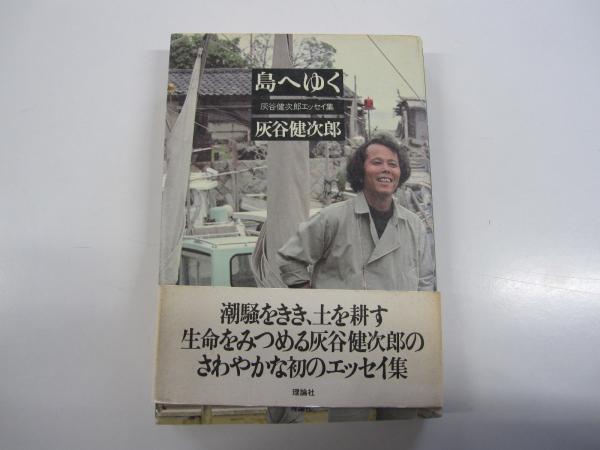 島へゆく
灰谷健次郎エッセイ集
灰谷健次郎
潮騒をきき、土を耕す
生命をみつめる灰谷健次郎の
さわやかな初のエッセイ集
理論社